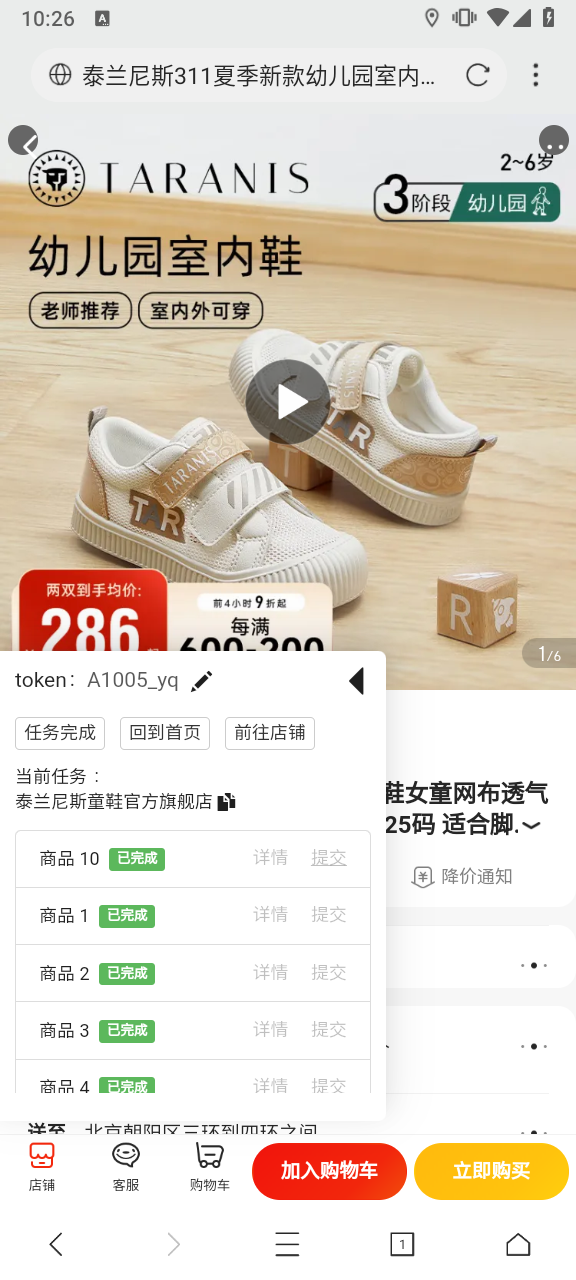 10:26
A
泰兰尼斯311夏季新款幼儿园室内...
TARANIS
2~6岁
3阶段 幼儿园
幼儿园室内鞋
老师推荐 室内外可穿
TARANIS
TAR
TAR
T
R
两双到手均价:
286
前4小时9折起
每满
1/6
token: A1005_yq
任务完成 回到首页 前往店铺
当前任务：
泰兰尼斯童鞋官方旗舰店
鞋女童网布透气
25码 适合脚.
降价通知
商品 10 已完成 详情 提交
商品 1 已完成 详情 提交
商品 2 已完成 详情 提交
商品 3 已完成 详情 提交
商品 4 已完成 详情 提交
送至 北京朝阳区三环到四环之间
店铺 客服 购物车 加入购物车 立即购买
1